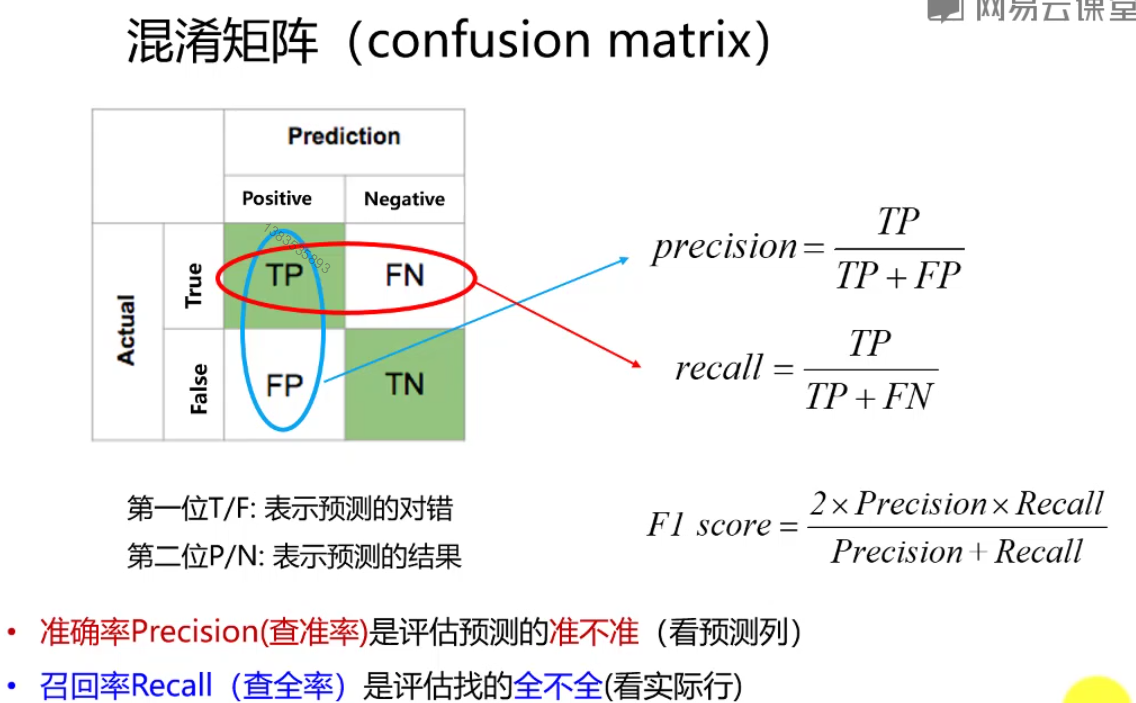 网易云课堂
混淆矩阵（confusion matrix）
Prediction
Positive Negative
Actual
True
TP FN
False
FP TN
precision = TP / TP + FP
recall = TP / TP + FN
第一位T/F: 表示预测的对错
第二位P/N: 表示预测的结果
F1 score = 2 × Precision × Recall / Precision + Recall
• 准确率Precision(查准率)是评估预测的准不准（看预测列）
• 召回率Recall（查全率）是评估找的全不全(看实际行)